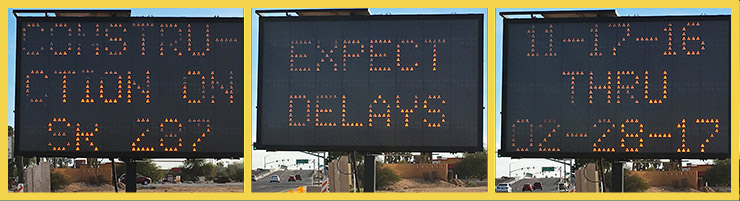 CONSTRU-
CTION ON
SR 287
EXPECT
DELAYS
11-17-16
THRU
02-28-17